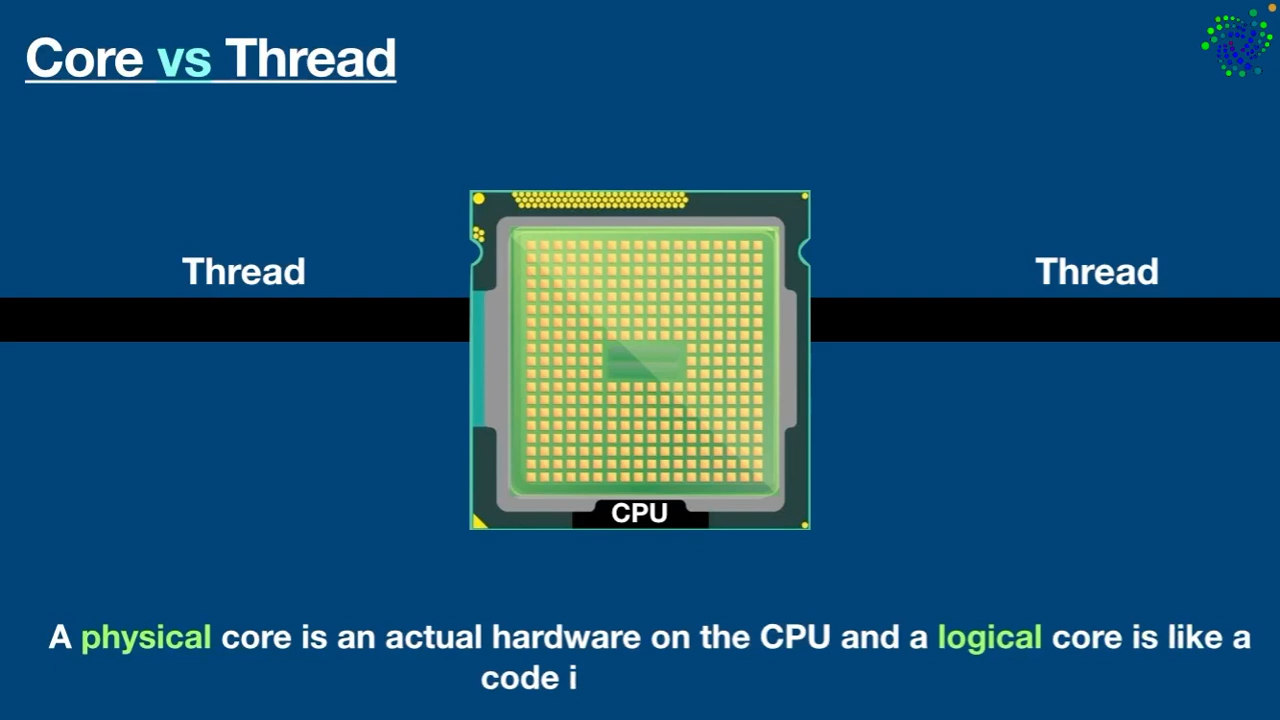 Core vs Thread
Thread
Thread
CPU
A physical core is an actual hardware on the CPU and a logical core is like a
code i